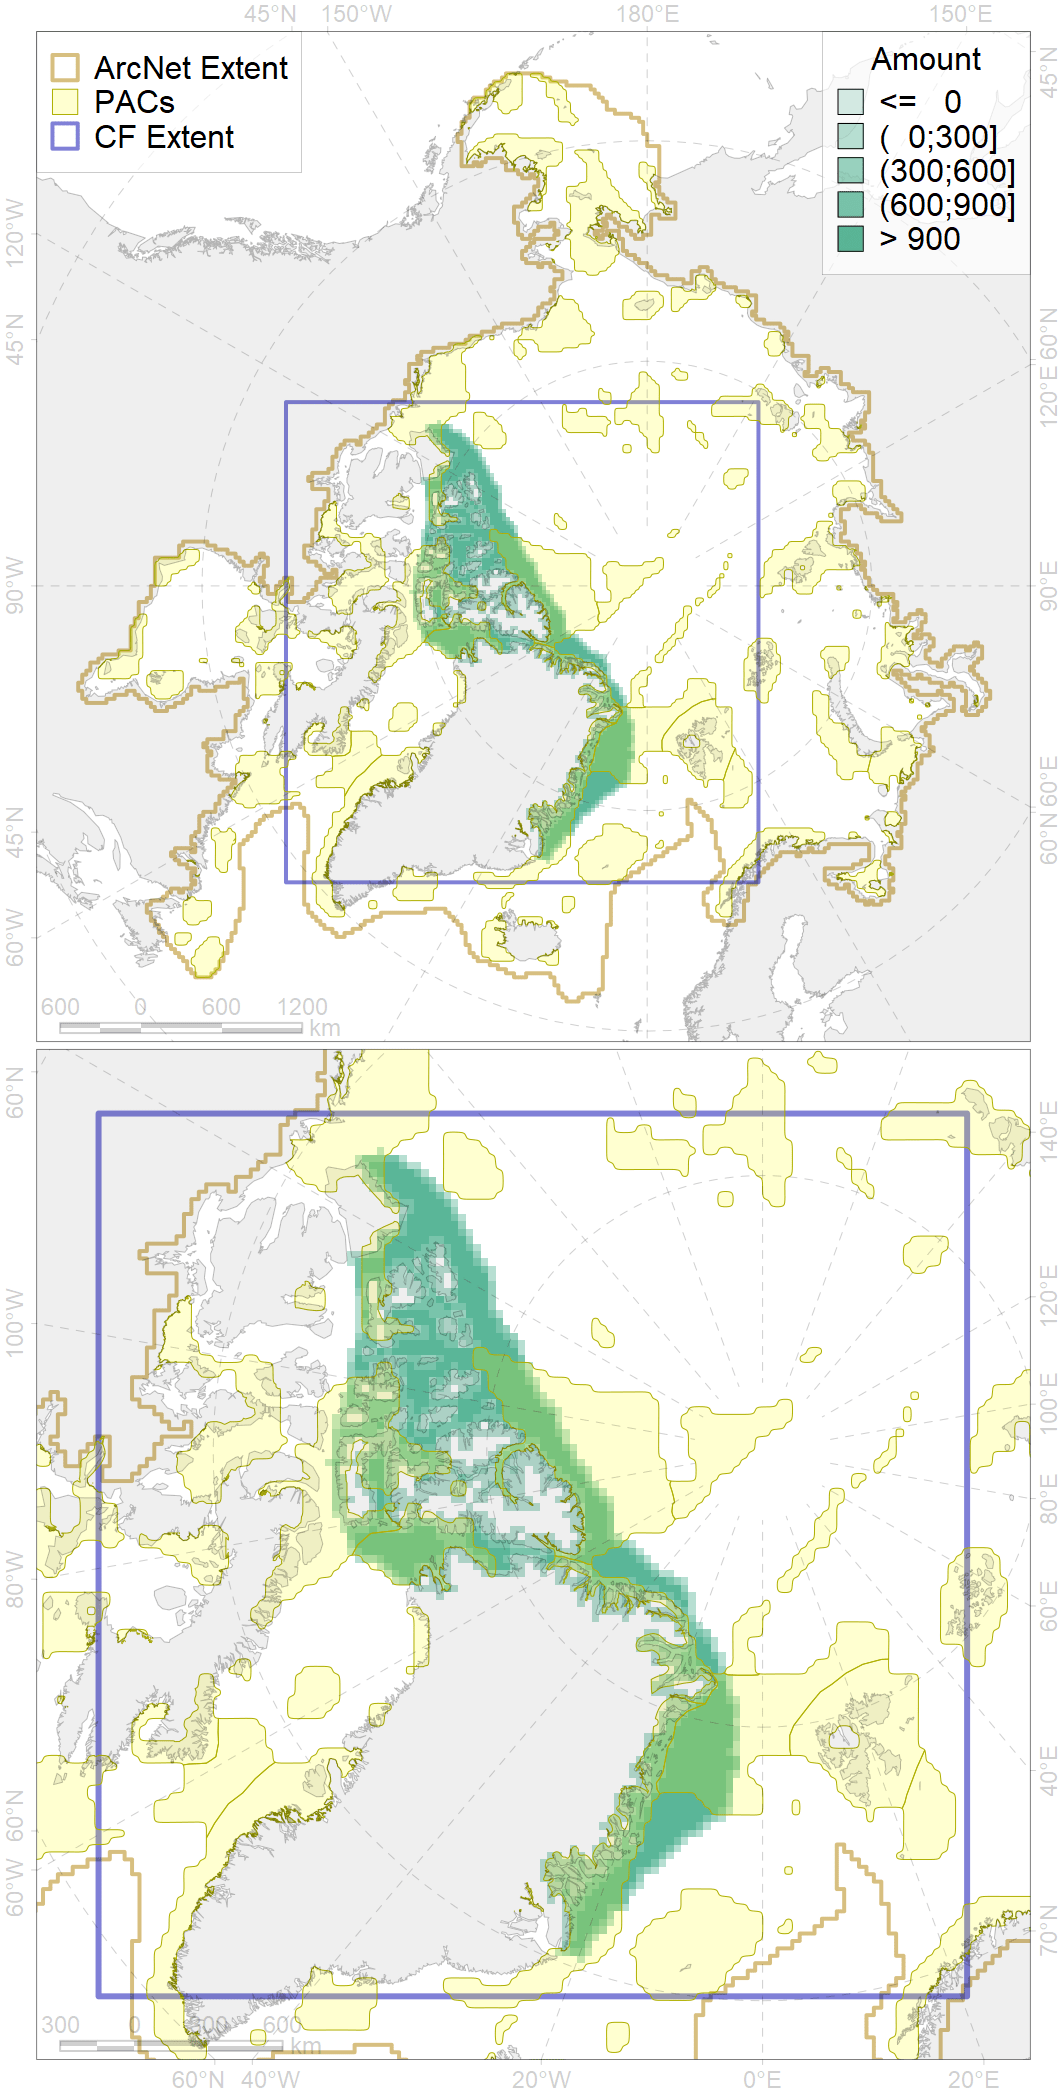 45°N 150°W 180°E 150°E
ArcNet Extent
PACs
CF Extent
Amount
<= 0
( 0;300]
(300;600]
(600;900]
> 900
45°N
120°W
45°N
90°W
45°N
60°W
60°N
120°E
90°E
60°E
60°N
600 0 600 1200
km
60°N
100°W
80°W
60°N
60°W
140°E
120°E
100°E
80°E
60°E
40°E
70°N
300 0 300 600
km
60°N 40°W 20°W 0°E 20°E